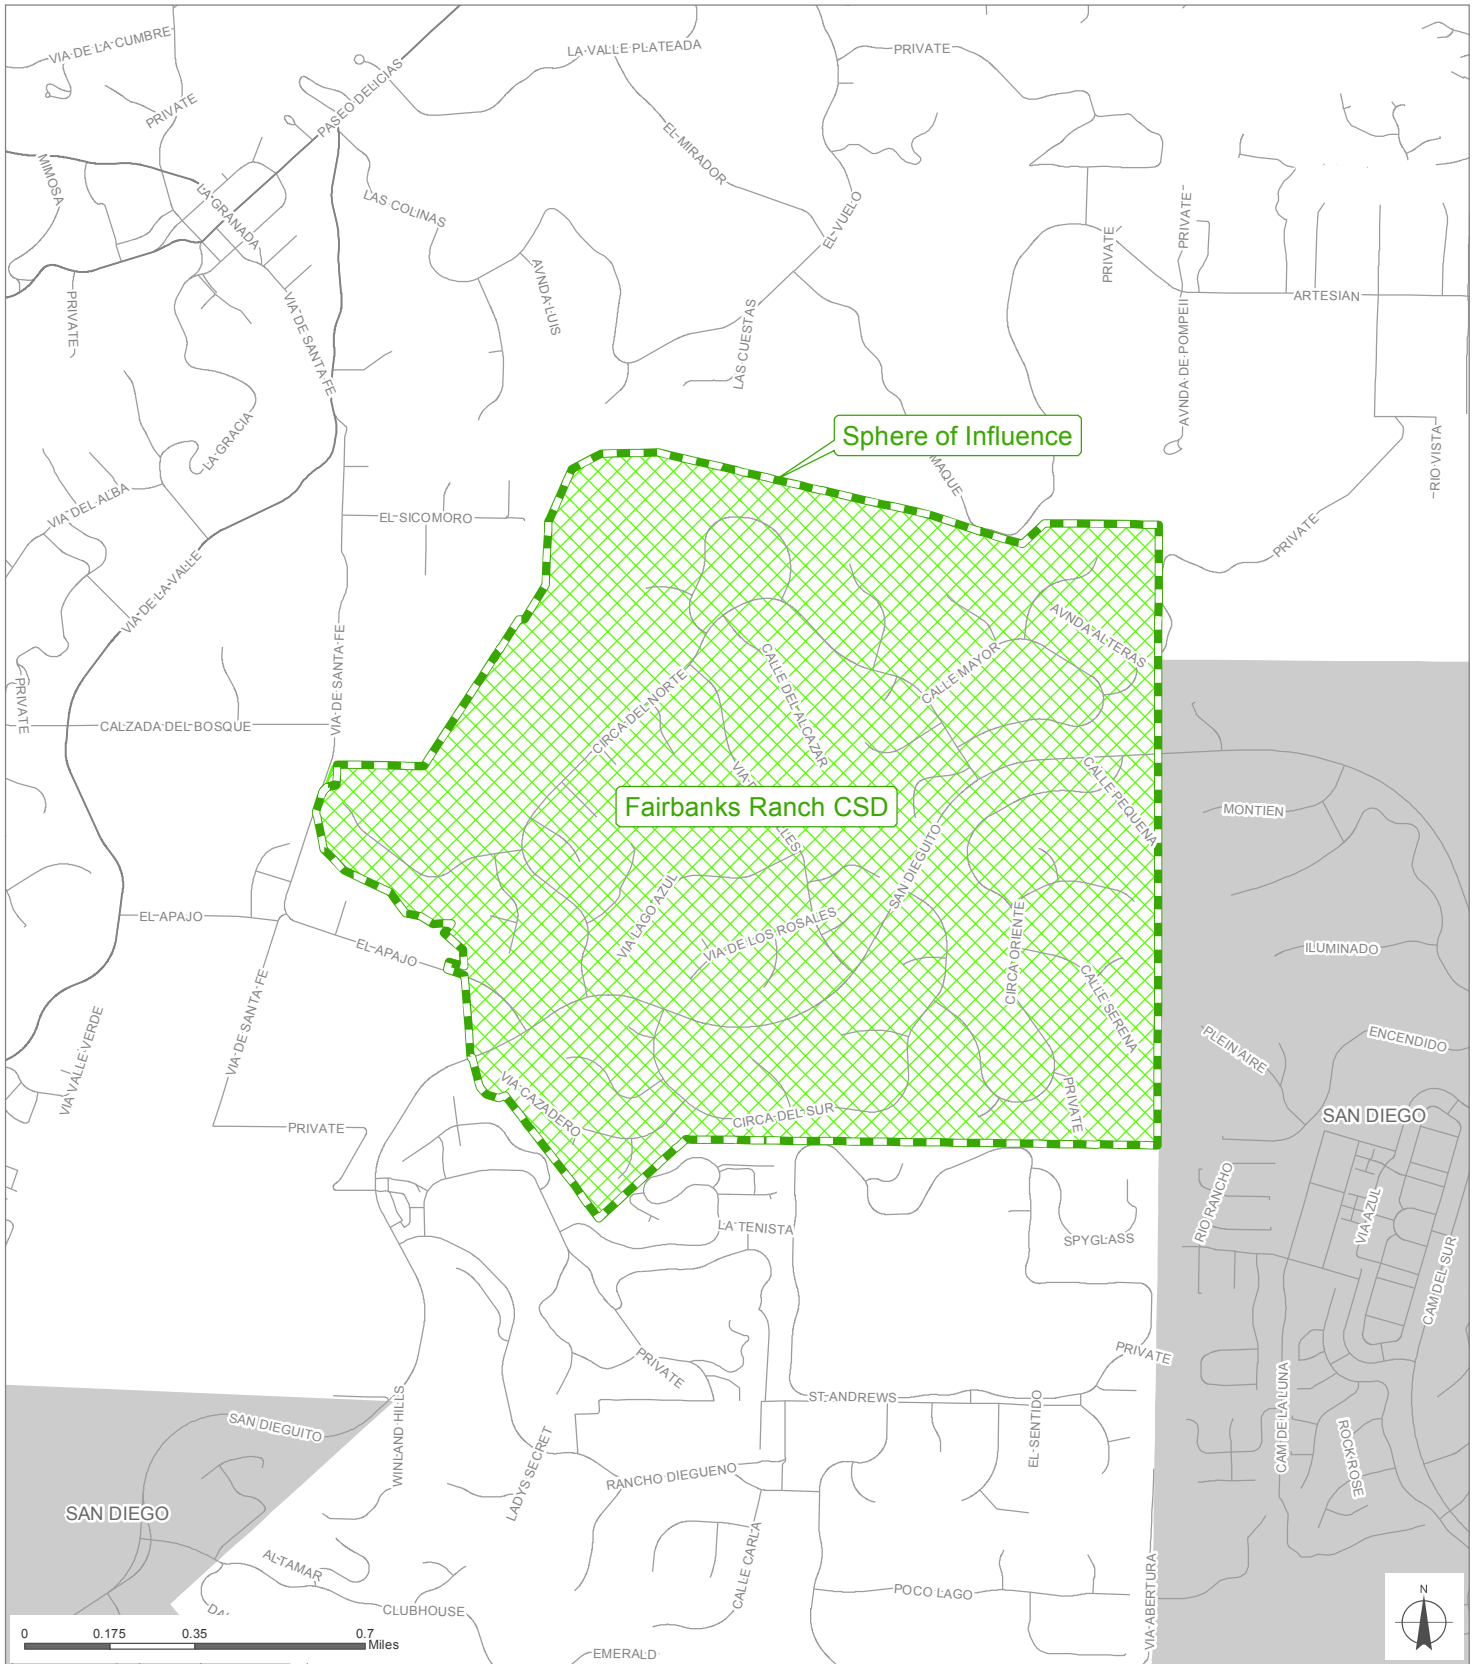 VIA DE LA CUMBRE
LA VALLE PLATEADA
PRIVATE
PASEO DELICIAS
PRIVATE
EL MIRADOR
MIMOSA
LA GRANADA
LAS COLINAS
EL VUELO
PRIVATE
PRIVATE
AVNDA LUIS
PRIVATE
VIA DE SANTA FE
ARTESIAN
LAS CUESTAS
AVNDA DE POMPEII
LA GRACIA
Sphere of Influence
MAQUE
RIO VISTA
VIA DEL ALBA
EL SICOMORO
PRIVATE
VIA DE LA VALLE
AVNDA ALTERAS
VIA DE SANTA FE
CALLE MAYOR
PRIVATE
CIRCA DEL NORTE
CALLE DEL ALCAZAR
CALZADA DEL BOSQUE
CALLE PEQUENA
Fairbanks Ranch CSD
MONTIEN
SAN DIEGUITO
VIA LAGO AZUL
EL APAJO
VIA DE LOS ROSALES
EL APAJO
CIRCA ORIENTE
ILUMINADO
CALLE SERENA
VIA DE SANTA FE
VIA VALLE VERDE
PLEIN AIRE
ENCENDIDO
VIA CAZADERO
PRIVATE
CIRCA DEL SUR
SAN DIEGO
PRIVATE
RIO RANCHO
VIA AZUL
LA TENISTA
SPYGLASS
CAM DEL SUR
PRIVATE
PRIVATE
ST ANDREWS
EL SENTIDO
CAM DE LA LUNA
SAN DIEGUITO
WINLAND HILLS
LADYS SECRET
ROCK ROSE
RANCHO DIEGUENO
SAN DIEGO
CALLE CARLA
ALTAMAR
POCO LAGO
VIA ABERTURA
CLUBHOUSE
EMERALD
0 0.175 0.35 0.7
Miles
N